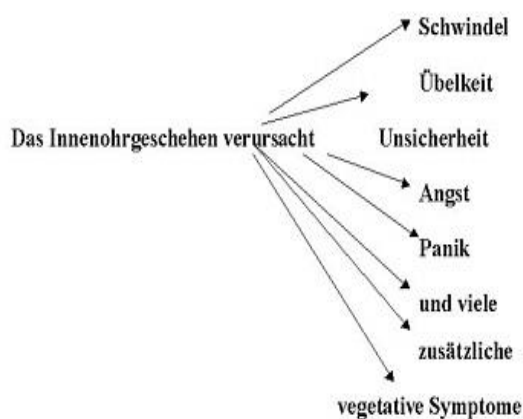 Schwindel
Übelkeit
Das Innenohrgeschehen verursacht Unsicherheit
Angst
Panik
und viele
zusätzliche
vegetative Symptome